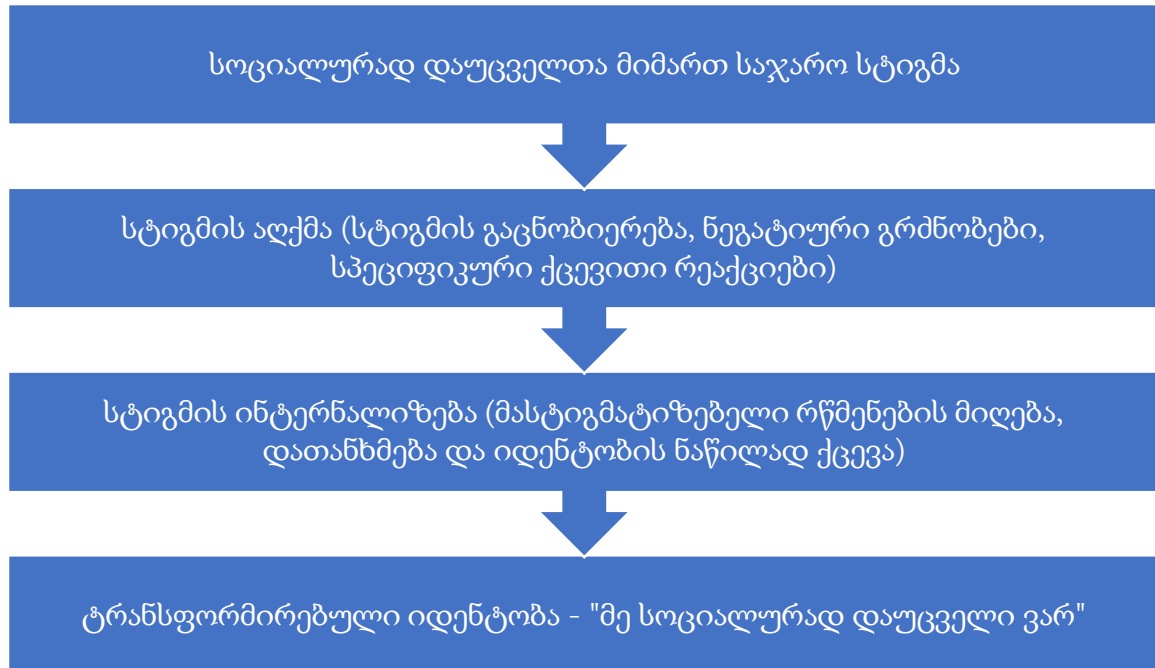 სოციალურად დაუცველთა მიმართ საჯარო სტიგმა
სტიგმის აღქმა (სტიგმის გაცნობიერება, ნეგატიური გრძნობები,
სპეციფიკური ქცევითი რეაქციები)
სტიგმის ინტერნალიზება (მასტიგმატიზებელი რწმენების მიღება,
დათანხმება და იდენტობის ნაწილად ქცევა)
ტრანსფორმირებული იდენტობა - "მე სოციალურად დაუცველი ვარ"